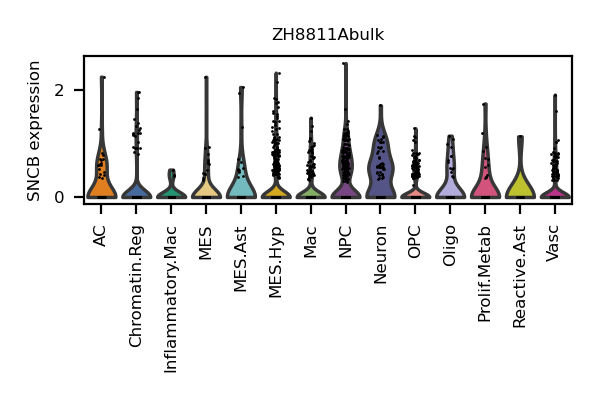 ZH8811Abulk
SNCB expression
2
0
AC
Chromatin.Reg
Inflammatory.Mac
MES
MES.Ast
MES.Hyp
Mac
NPC
Neuron
OPC
Oligo
Prolif.Metab
Reactive.Ast
Vasc